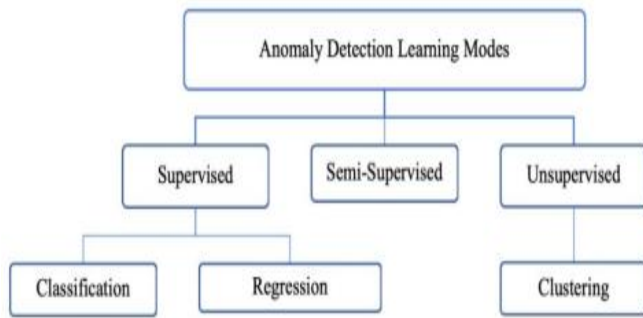 Anomaly Detection Learning Modes
Supervised
Semi-Supervised
Unsupervised
Classification
Regression
Clustering